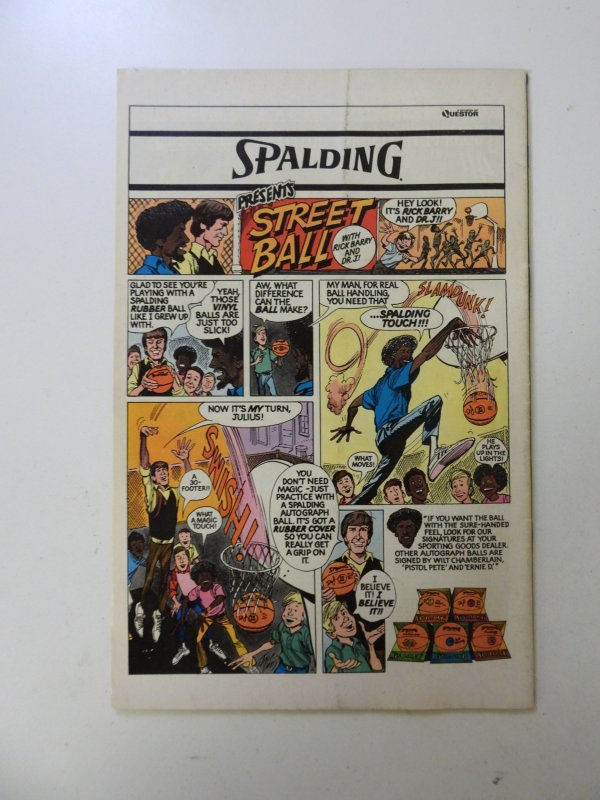 QUESTOR
SPALDING
PRESENTS
STREET
BALL
WITH
RICK BARRY
AND
DR. J!
HEY LOOK!
IT'S RICK BARRY
AND DR. J!!
GLAD TO SEE YOU'RE
PLAYING WITH A
SPALDING
RUBBER BALL
LIKE I GREW UP
WITH.
YEAH,
THOSE
VINYL
BALLS ARE
JUST TOO
SLICK!
AW, WHAT
DIFFERENCE
CAN THE
BALL MAKE?
MY MAN, FOR REAL
BALL HANDLING,
YOU NEED THAT
...SPALDING
TOUCH!!!
SLAM DUNK!
WHAT
MOVES!
HE
PLAYS
UP IN THE
LIGHTS!
NOW IT'S MY TURN,
JULIUS!
A
30-
FOOTER!!
WHAT
A MAGIC
TOUCH!
SWISH!
YOU
DON'T NEED
MAGIC -JUST
PRACTICE WITH
A SPALDING
AUTOGRAPH
BALL. IT'S GOT A
RUBBER COVER
SO YOU CAN
REALLY GET
A GRIP ON
IT.
I
BELIEVE
IT! I
BELIEVE
IT!!
"IF YOU WANT THE BALL
WITH THE SURE-HANDED
FEEL, LOOK FOR OUR
SIGNATURES AT YOUR
SPORTING GOODS DEALER.
OTHER AUTOGRAPH BALLS ARE
SIGNED BY WILT CHAMBERLAIN,
'PISTOL PETE' AND 'ERNIE D.'"